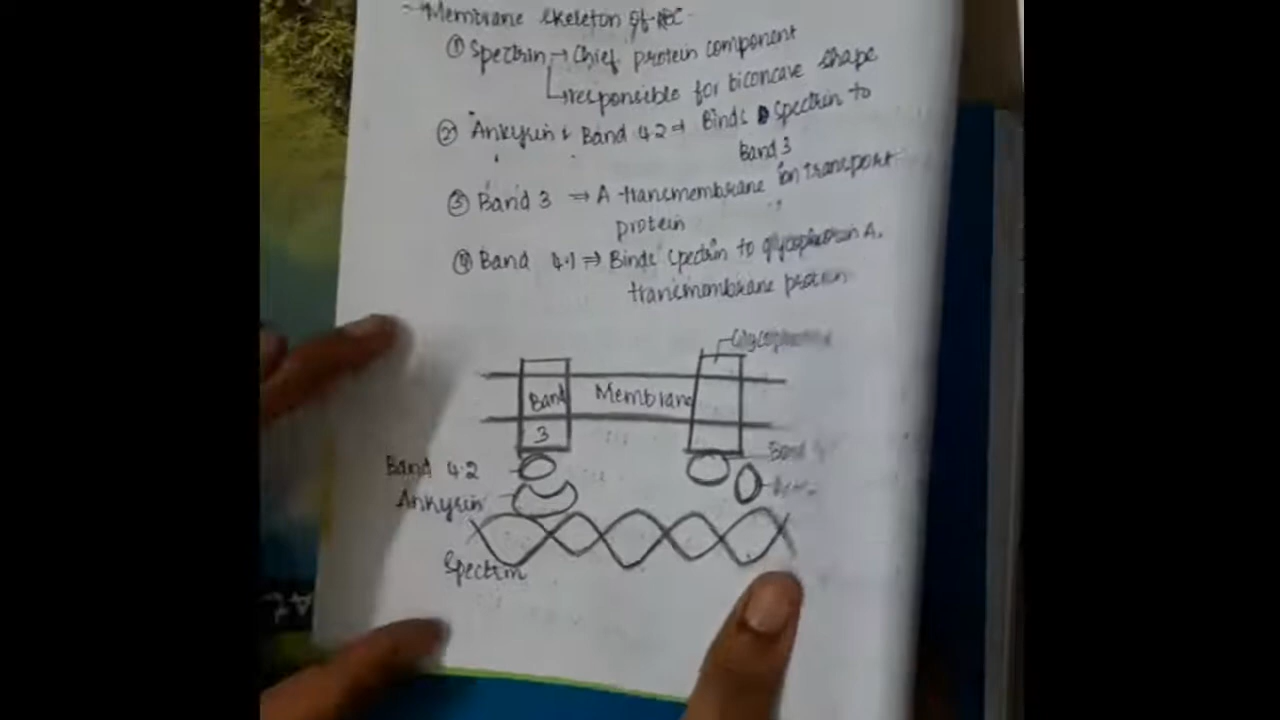 → Membrane skeleton of RBC
① Spectrin → Chief protein component
↳ responsible for biconcave shape
② Ankyrin & Band 4.2 ⇒ Binds spectrin to
Band 3
③ Band 3 ⇒ A transmembrane ion transport
protein
④ Band 4.1 ⇒ Binds spectrin to glycophorin A,
transmembrane protein
Band
3
Membrane
Band 4.2
Ankyrin
Band
Spectrin